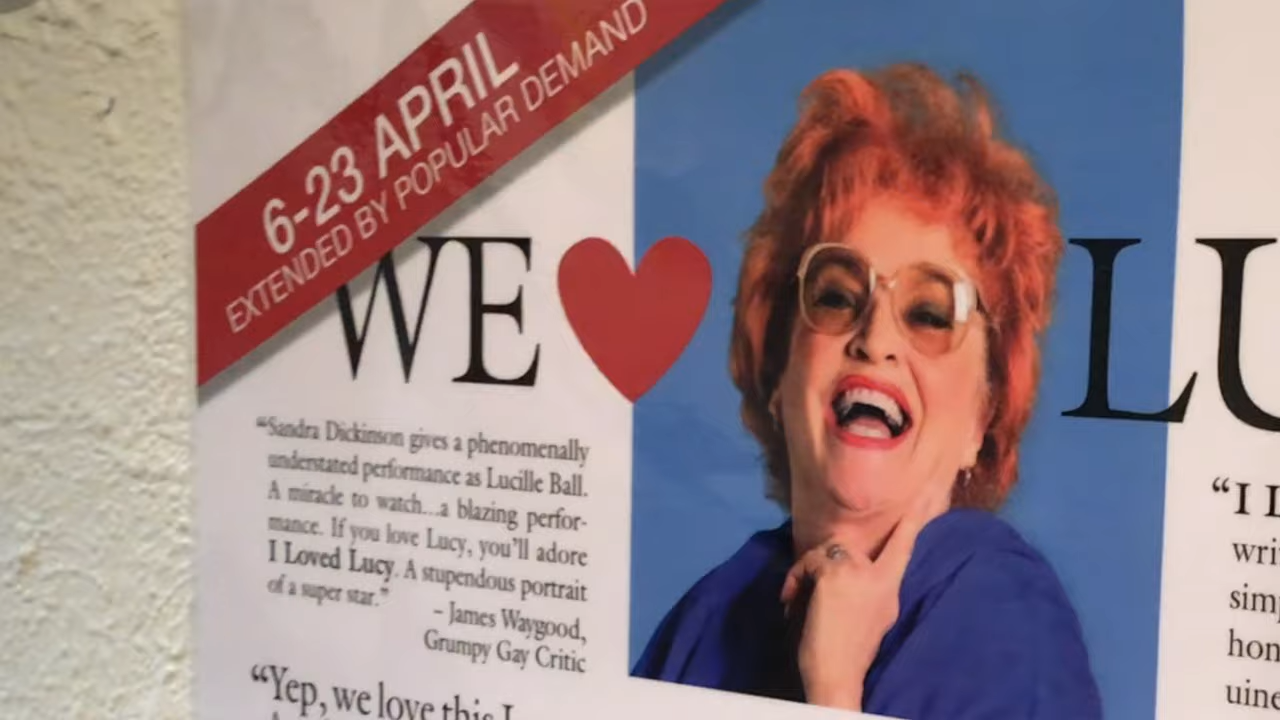 6-23 APRIL
EXTENDED BY POPULAR DEMAND
WE LU
“Sandra Dickinson gives a phenomenally
understated performance as Lucille Ball.
A miracle to watch...a blazing perfor-
mance. If you love Lucy, you’ll adore
I Loved Lucy. A stupendous portrait
of a super star.”
– James Waygood,
Grumpy Gay Critic
“Yep, we love this
“I
wri
sim
hon
uine